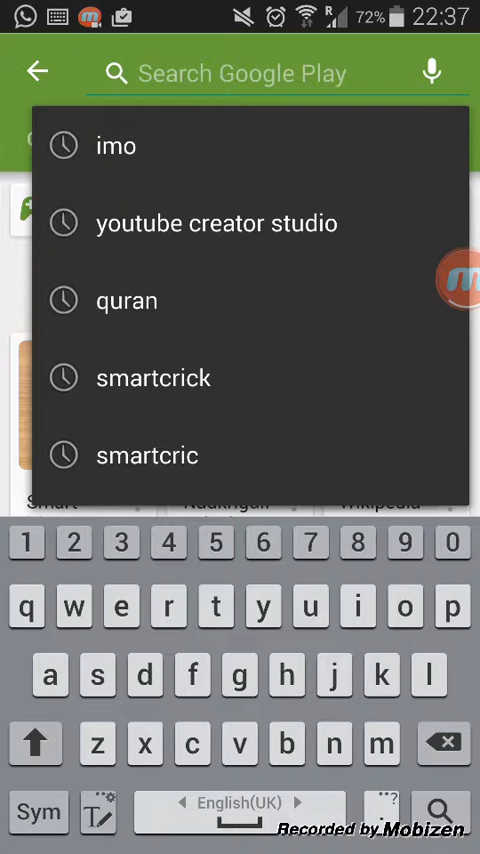 R 72% 22:37
Search Google Play
imo
youtube creator studio
quran
smartcrick
smartcric
1 2 3 4 5 6 7 8 9 0
q w e r t y u i o p
a s d f g h j k l
z x c v b n m
Sym English(UK) . ?
Recorded by Mobizen